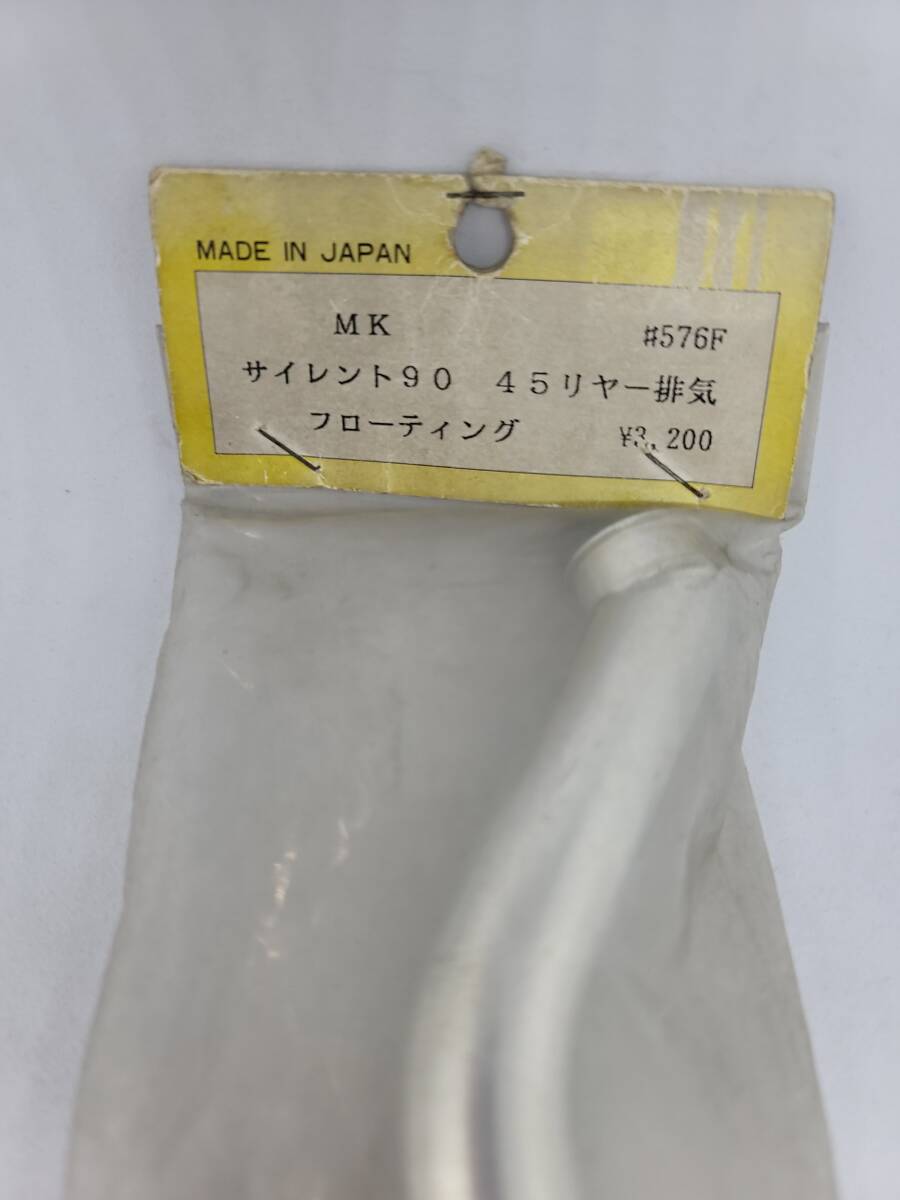 MADE IN JAPAN
MK #576F
サイレント90 45リヤー排気
フローティング ¥3,200